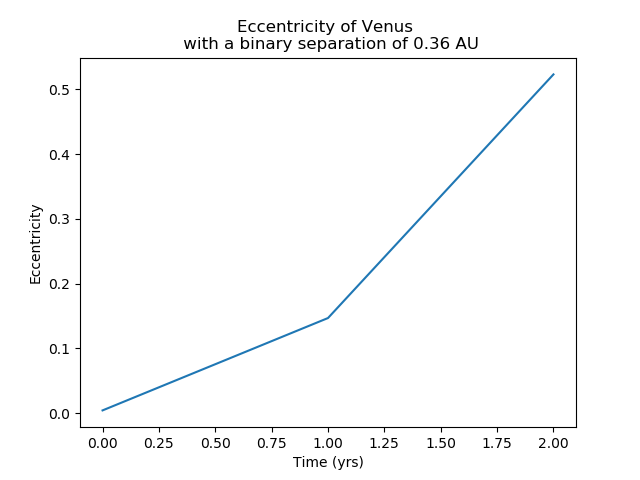 Eccentricity of Venus
with a binary separation of 0.36 AU
0.5
0.4
0.3
0.2
0.1
0.0
Eccentricity
0.00 0.25 0.50 0.75 1.00 1.25 1.50 1.75 2.00
Time (yrs)